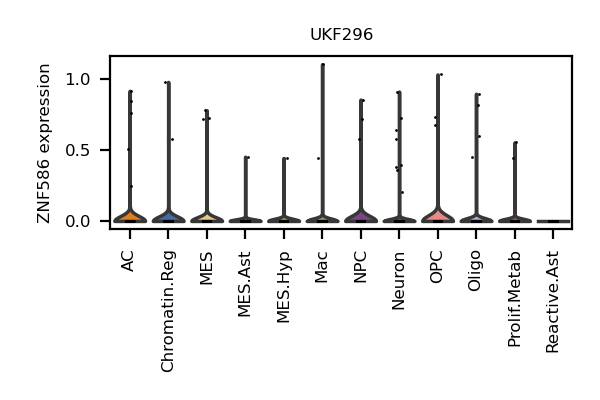 UKF296
ZNF586 expression
1.0
0.5
0.0
AC
Chromatin.Reg
MES
MES.Ast
MES.Hyp
Mac
NPC
Neuron
OPC
Oligo
Prolif.Metab
Reactive.Ast